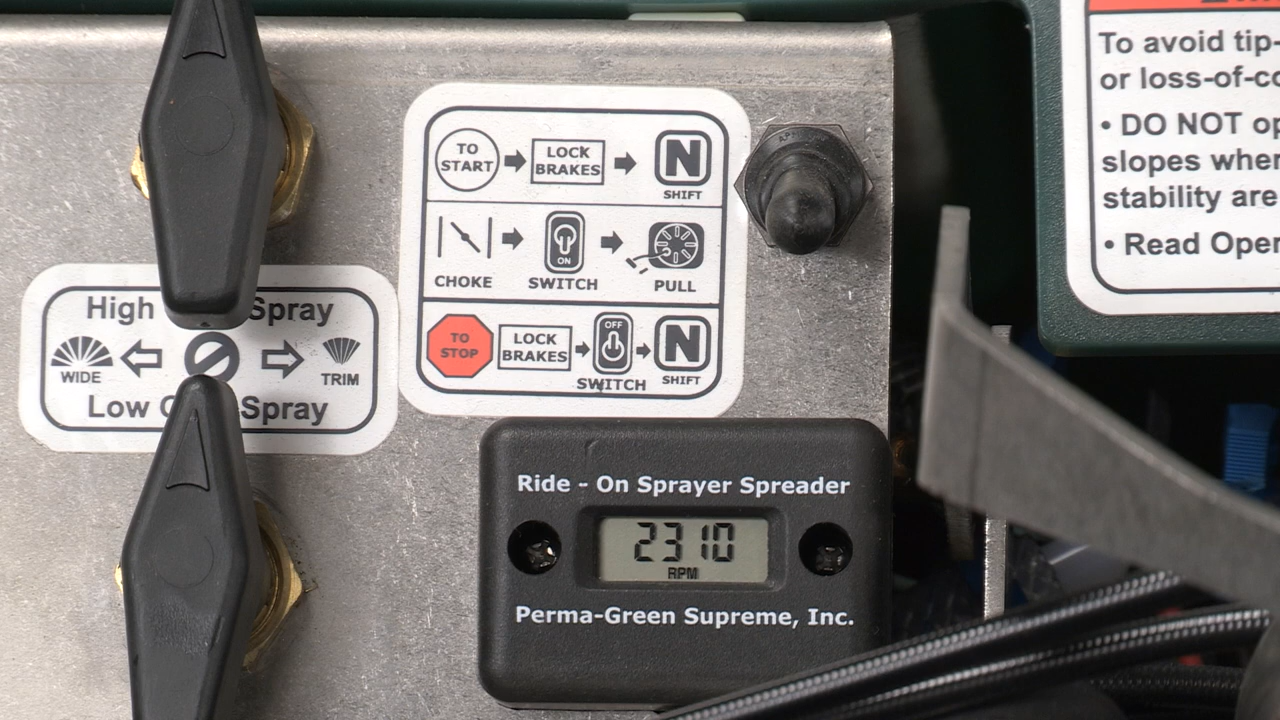 TO START
LOCK BRAKES
N
SHIFT
CHOKE
ON
SWITCH
PULL
TO STOP
LOCK BRAKES
OFF
SWITCH
N
SHIFT
High Spray
WIDE
TRIM
Low Spray
Ride - On Sprayer Spreader
2310
RPM
Perma-Green Supreme, Inc.
To avoid tip-
or loss-of-co
• DO NOT op
slopes wher
stability are
• Read Oper